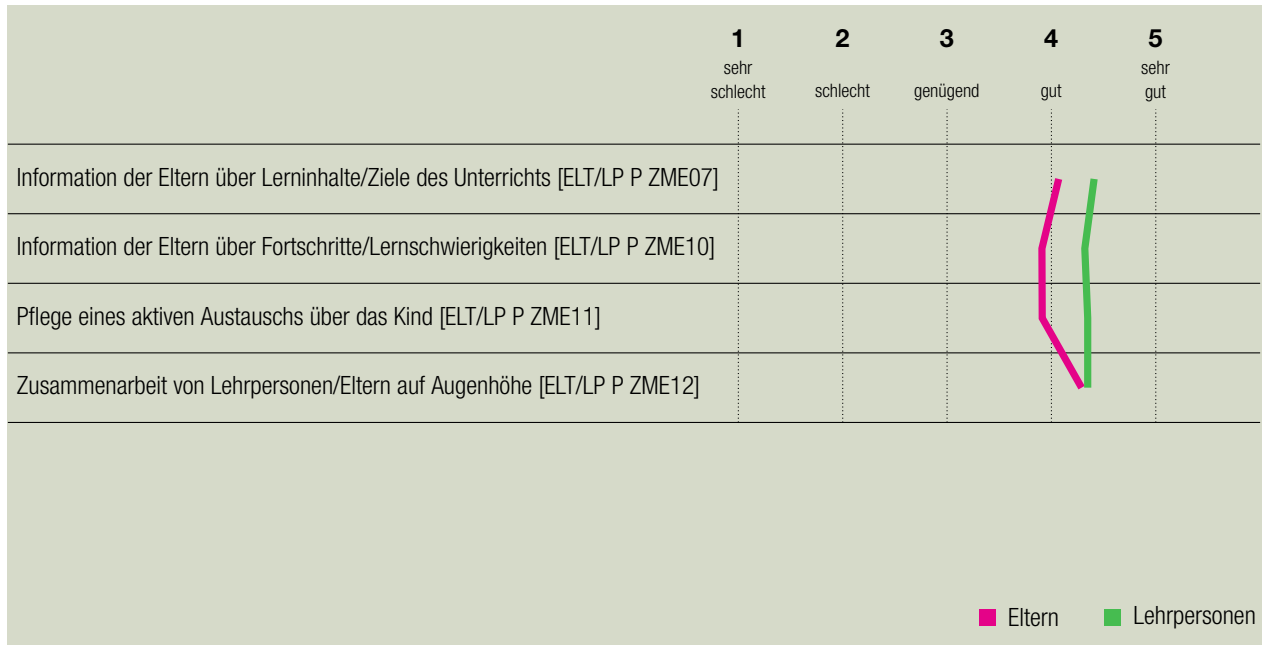 1 2 3 4 5
sehr schlecht schlecht genügend gut sehr gut
Information der Eltern über Lerninhalte/Ziele des Unterrichts [ELT/LP P ZME07]
Information der Eltern über Fortschritte/Lernschwierigkeiten [ELT/LP P ZME10]
Pflege eines aktiven Austauschs über das Kind [ELT/LP P ZME11]
Zusammenarbeit von Lehrpersonen/Eltern auf Augenhöhe [ELT/LP P ZME12]
Eltern Lehrpersonen